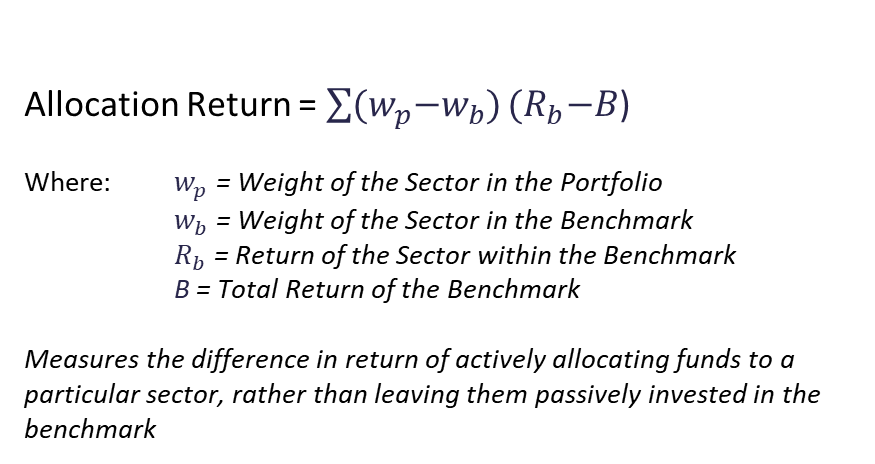 Allocation Return = ∑(w_p−w_b) (R_b−B)
Where: w_p = Weight of the Sector in the Portfolio
w_b = Weight of the Sector in the Benchmark
R_b = Return of the Sector within the Benchmark
B = Total Return of the Benchmark
Measures the difference in return of actively allocating funds to a
particular sector, rather than leaving them passively invested in the
benchmark